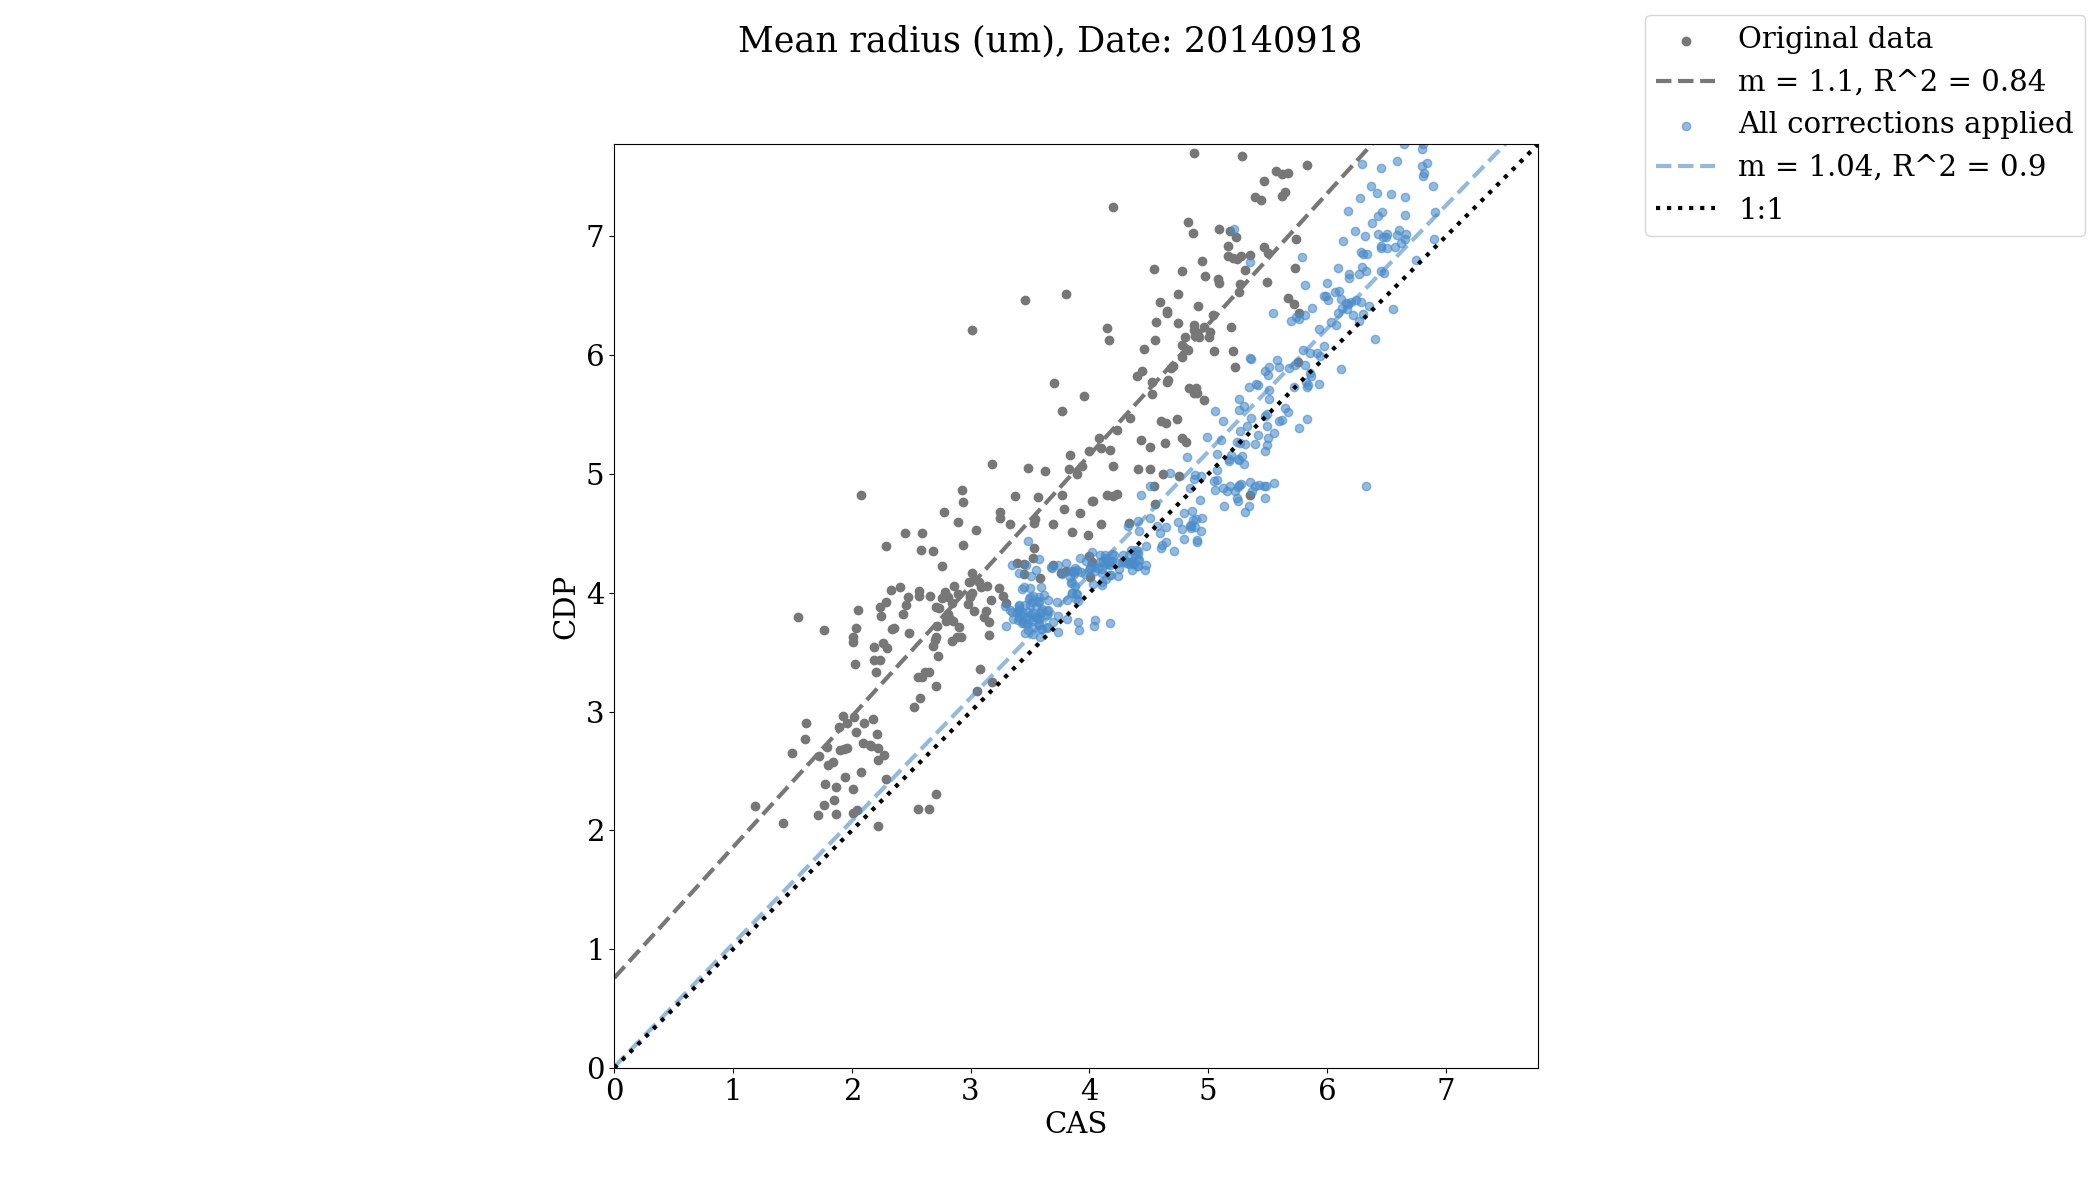 Mean radius (um), Date: 20140918
Original data
m = 1.1, R^2 = 0.84
All corrections applied
m = 1.04, R^2 = 0.9
1:1
7
6
5
4
3
2
1
0
CDP
0 1 2 3 4 5 6 7
CAS